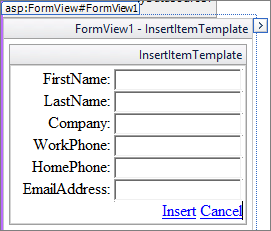 asp:FormView#FormView1
FormView1 - InsertItemTemplate
InsertItemTemplate
FirstName:
LastName:
Company:
WorkPhone:
HomePhone:
EmailAddress:
Insert Cancel